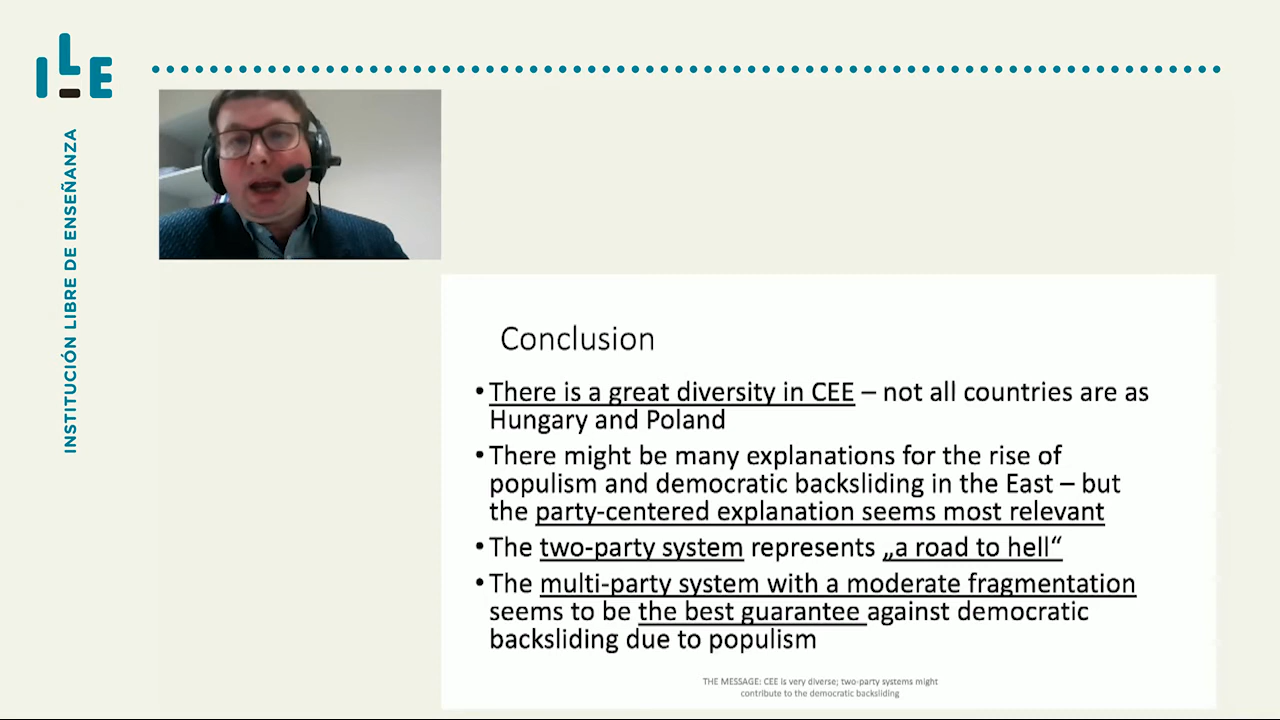 ILE
INSTITUCIÓN LIBRE DE ENSEÑANZA
Conclusion
•There is a great diversity in CEE – not all countries are as
Hungary and Poland
•There might be many explanations for the rise of
populism and democratic backsliding in the East – but
the party-centered explanation seems most relevant
•The two-party system represents „a road to hell“
•The multi-party system with a moderate fragmentation
seems to be the best guarantee against democratic
backsliding due to populism
THE MESSAGE: CEE is very diverse; two-party systems might
contribute to the democratic backsliding